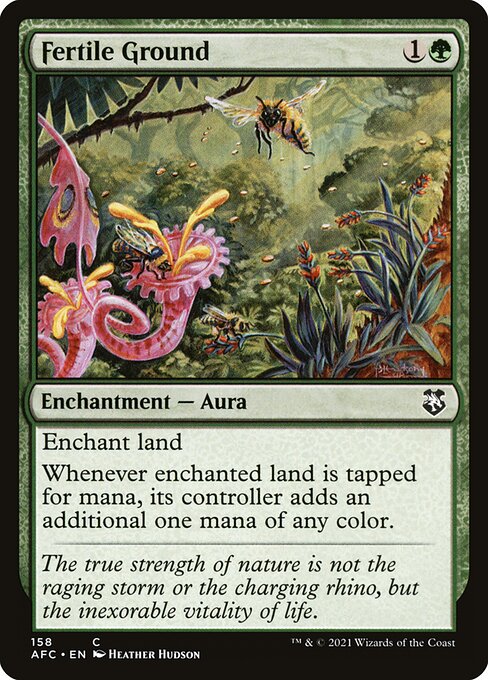 Fertile Ground 1
Enchantment — Aura
Enchant land
Whenever enchanted land is tapped
for mana, its controller adds an
additional one mana of any color.
The true strength of nature is not the
raging storm or the charging rhino, but
the inexorable vitality of life.
158 C
AFC • EN Heather Hudson
™ & © 2021 Wizards of the Coast